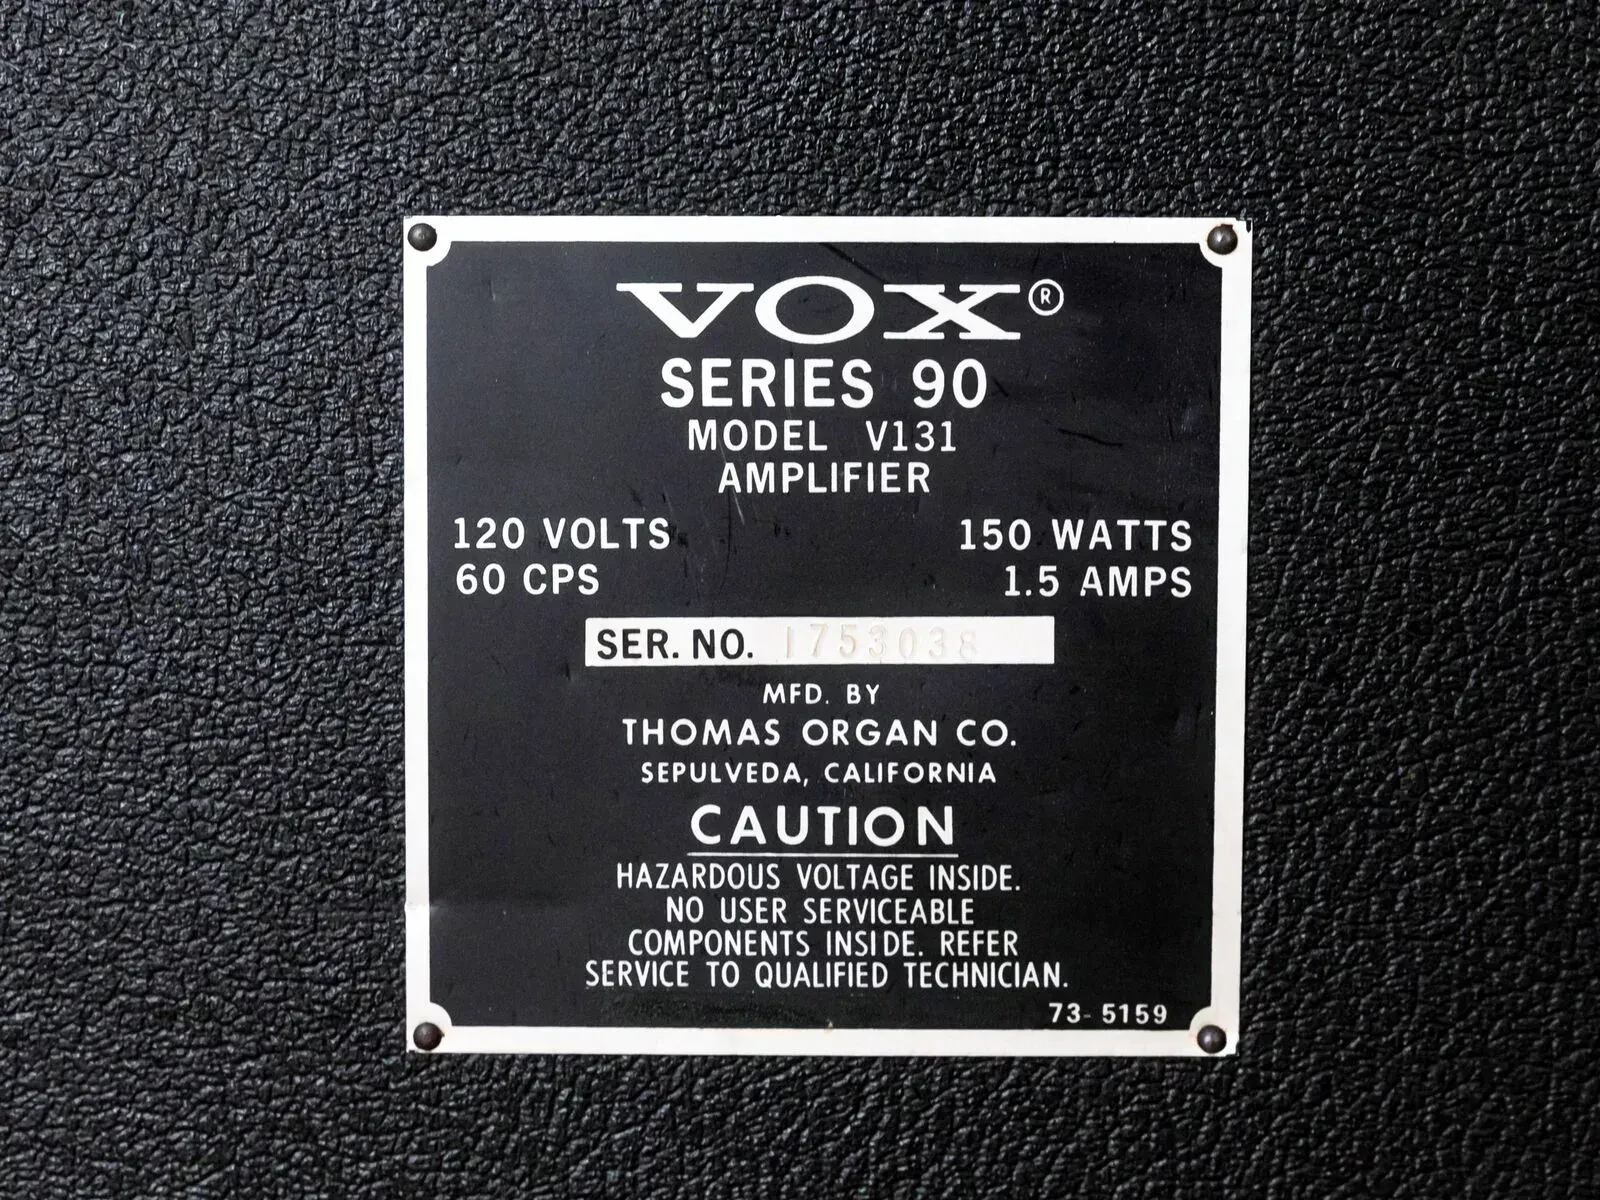 VOX®
SERIES 90
MODEL V131
AMPLIFIER
120 VOLTS 150 WATTS
60 CPS 1.5 AMPS
SER. NO. 1753038
MFD. BY
THOMAS ORGAN CO.
SEPULVEDA, CALIFORNIA
CAUTION
HAZARDOUS VOLTAGE INSIDE.
NO USER SERVICEABLE
COMPONENTS INSIDE. REFER
SERVICE TO QUALIFIED TECHNICIAN.
73-5159